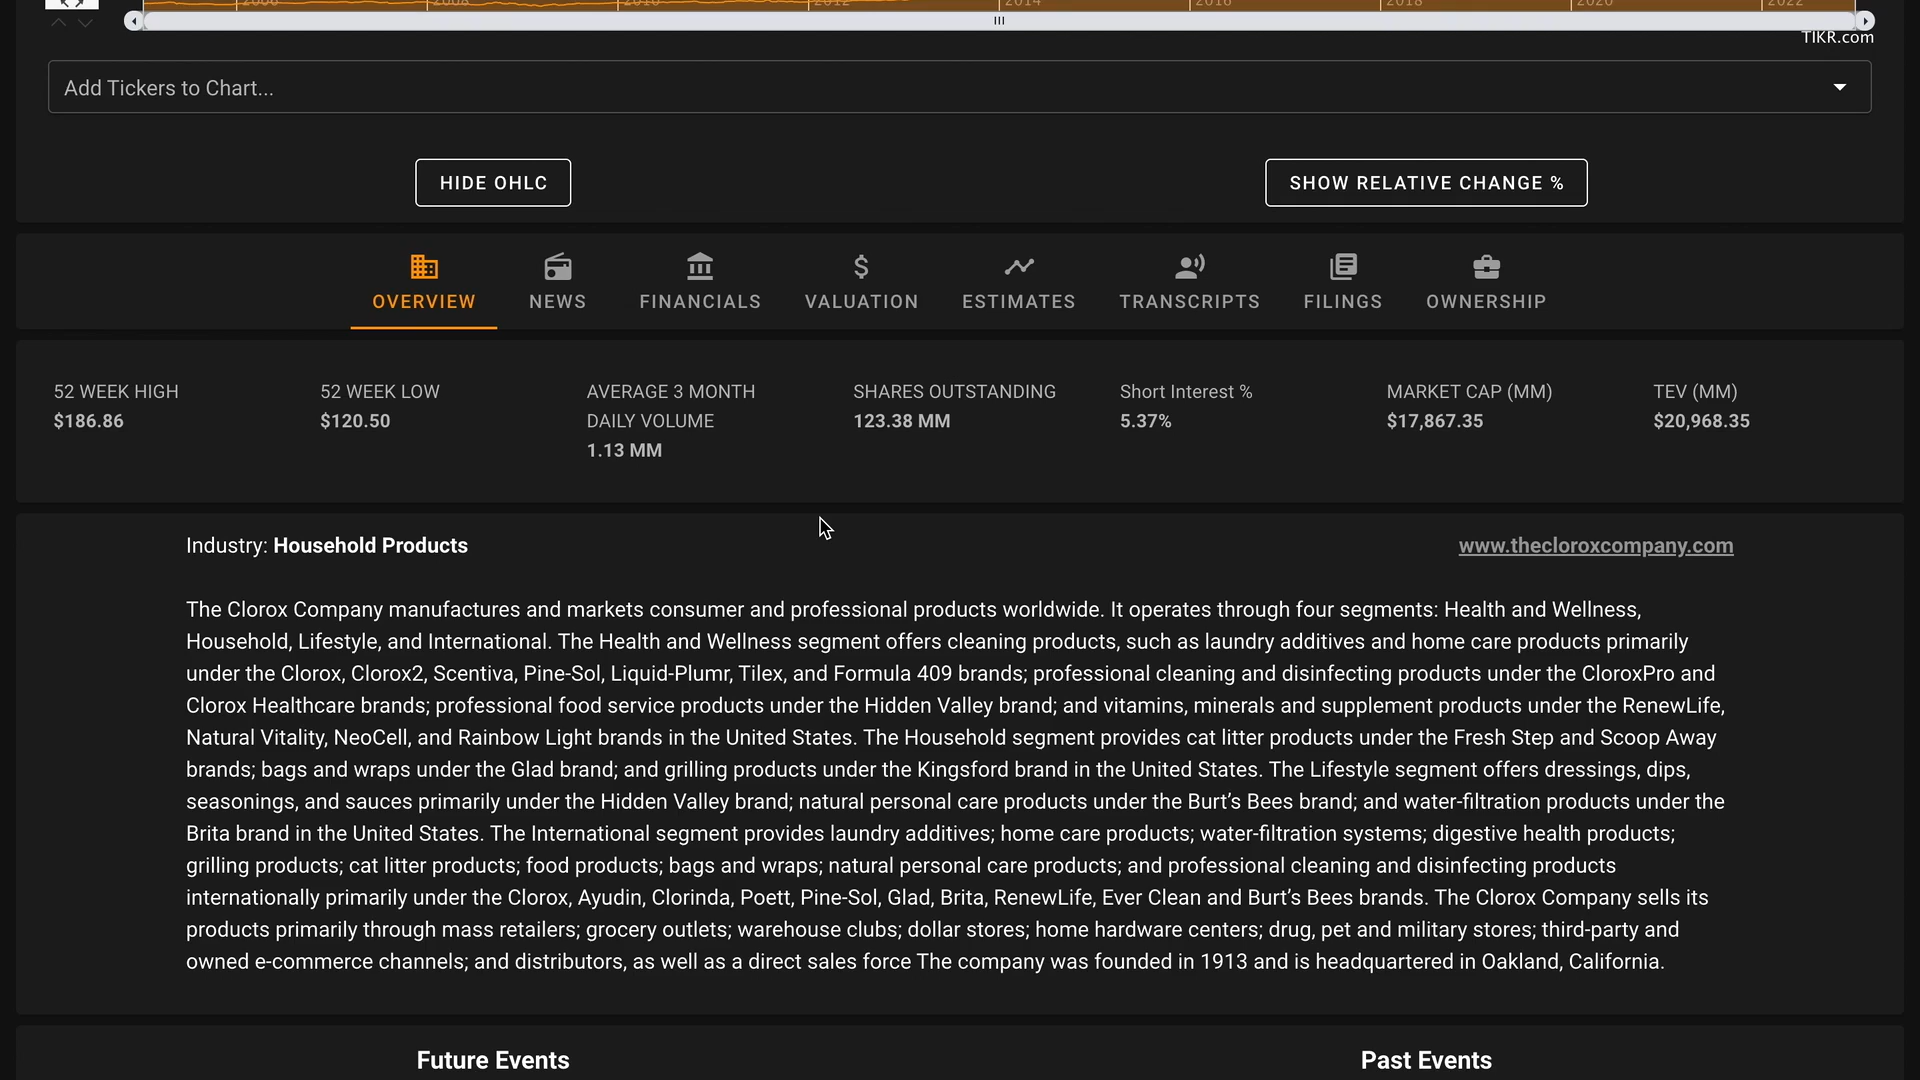 2006 2008 2010 2012 2014 2016 2018 2020 2022
TIKR.com
Add Tickers to Chart...
HIDE OHLC SHOW RELATIVE CHANGE %
OVERVIEW NEWS FINANCIALS VALUATION ESTIMATES TRANSCRIPTS FILINGS OWNERSHIP
52 WEEK HIGH 52 WEEK LOW AVERAGE 3 MONTH SHARES OUTSTANDING Short Interest % MARKET CAP (MM) TEV (MM)
$186.86 $120.50 DAILY VOLUME 123.38 MM 5.37% $17,867.35 $20,968.35
1.13 MM
Industry: Household Products www.thecloroxcompany.com
The Clorox Company manufactures and markets consumer and professional products worldwide. It operates through four segments: Health and Wellness,
Household, Lifestyle, and International. The Health and Wellness segment offers cleaning products, such as laundry additives and home care products primarily
under the Clorox, Clorox2, Scentiva, Pine-Sol, Liquid-Plumr, Tilex, and Formula 409 brands; professional cleaning and disinfecting products under the CloroxPro and
Clorox Healthcare brands; professional food service products under the Hidden Valley brand; and vitamins, minerals and supplement products under the RenewLife,
Natural Vitality, NeoCell, and Rainbow Light brands in the United States. The Household segment provides cat litter products under the Fresh Step and Scoop Away
brands; bags and wraps under the Glad brand; and grilling products under the Kingsford brand in the United States. The Lifestyle segment offers dressings, dips,
seasonings, and sauces primarily under the Hidden Valley brand; natural personal care products under the Burt’s Bees brand; and water-filtration products under the
Brita brand in the United States. The International segment provides laundry additives; home care products; water-filtration systems; digestive health products;
grilling products; cat litter products; food products; bags and wraps; natural personal care products; and professional cleaning and disinfecting products
internationally primarily under the Clorox, Ayudin, Clorinda, Poett, Pine-Sol, Glad, Brita, RenewLife, Ever Clean and Burt’s Bees brands. The Clorox Company sells its
products primarily through mass retailers; grocery outlets; warehouse clubs; dollar stores; home hardware centers; drug, pet and military stores; third-party and
owned e-commerce channels; and distributors, as well as a direct sales force The company was founded in 1913 and is headquartered in Oakland, California.
Future Events Past Events